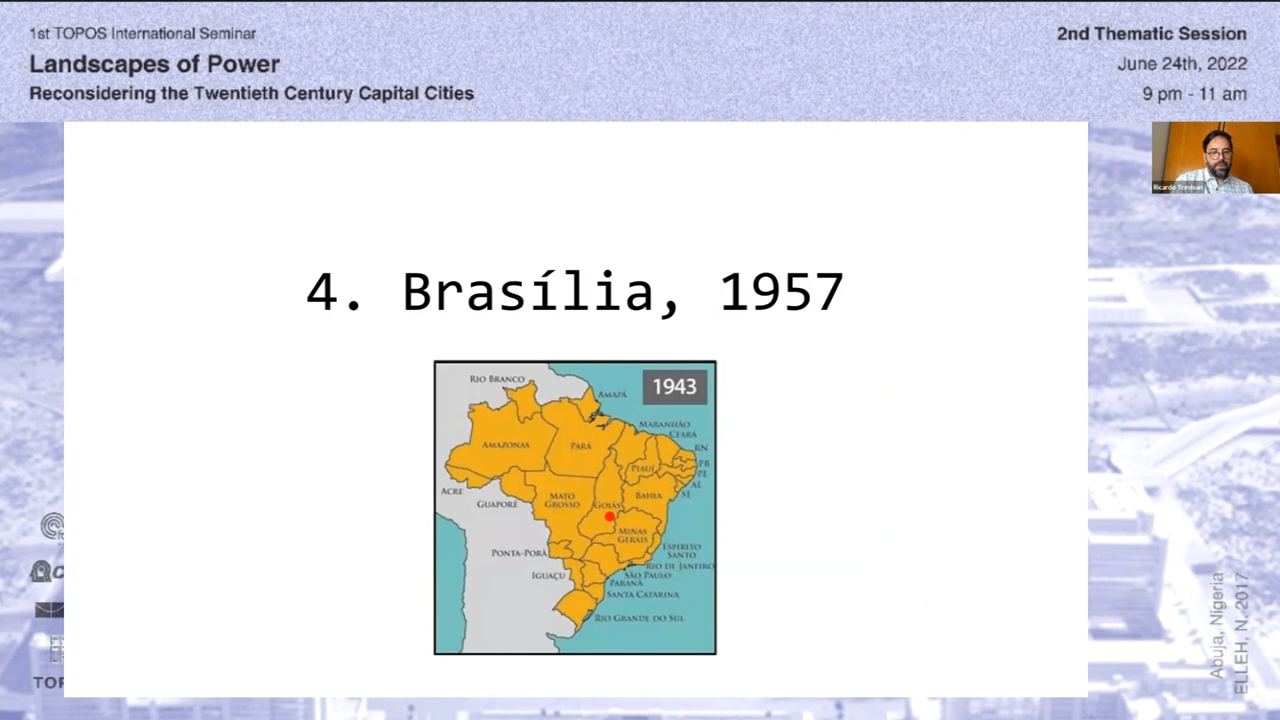 1st TOPOS International Seminar
Landscapes of Power
Reconsidering the Twentieth Century Capital Cities
2nd Thematic Session
June 24th, 2022
9 pm - 11 am
Ricardo Trevisan
4. Brasília, 1957
1943
RIO BRANCO
AMAPÁ
MARANHÃO
CEARÁ
RN
AMAZONAS
PARÁ
PIAUÍ
PB
PE
AL
SE
ACRE
GUAPORÉ
MATO
GROSSO
GOIÁS
BAHIA
MINAS
GERAIS
PONTA-PORÃ
ESPIRITO
SANTO
RIO DE JANEIRO
IGUAÇU
SÃO PAULO
PARANÁ
SANTA CATARINA
RIO GRANDE DO SUL
Abuja, Nigeria
ELLEH, N. 2017